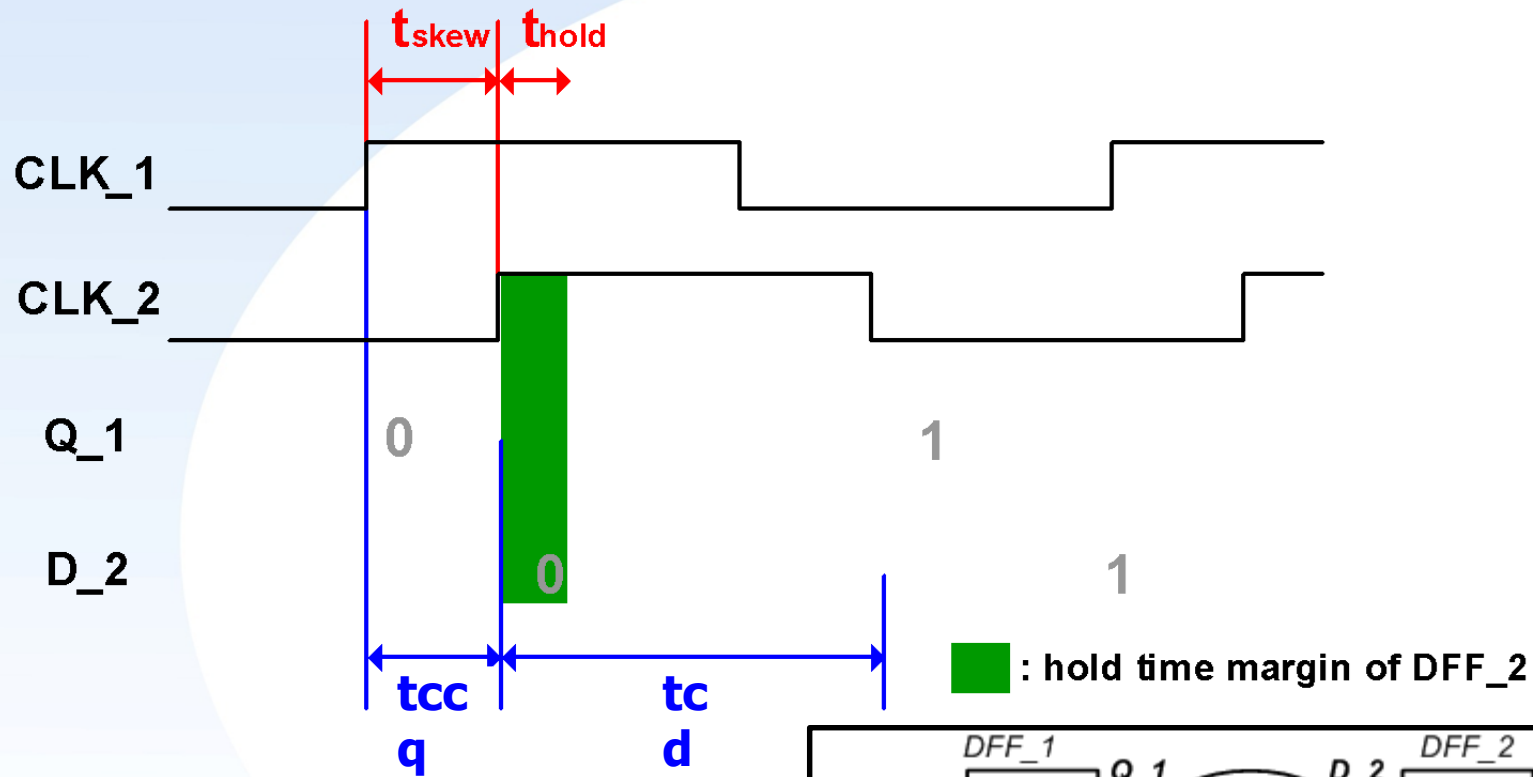 tskew thold
CLK_1
CLK_2
Q_1 0 1
D_2 0 1
: hold time margin of DFF_2
tcc
q
tc
d
DFF_1 DFF_2
Q_1 D_2